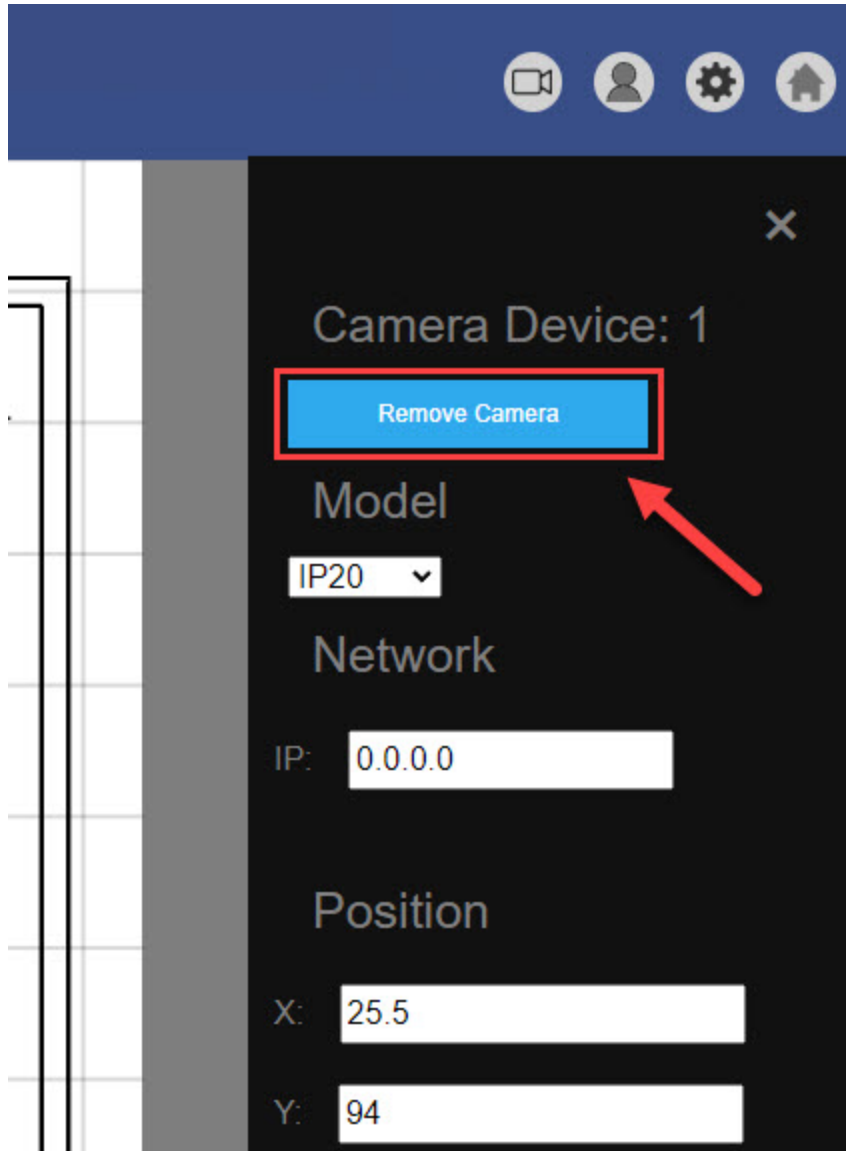 Camera Device: 1
Remove Camera
Model
IP20
Network
IP: 0.0.0.0
Position
X: 25.5
Y: 94